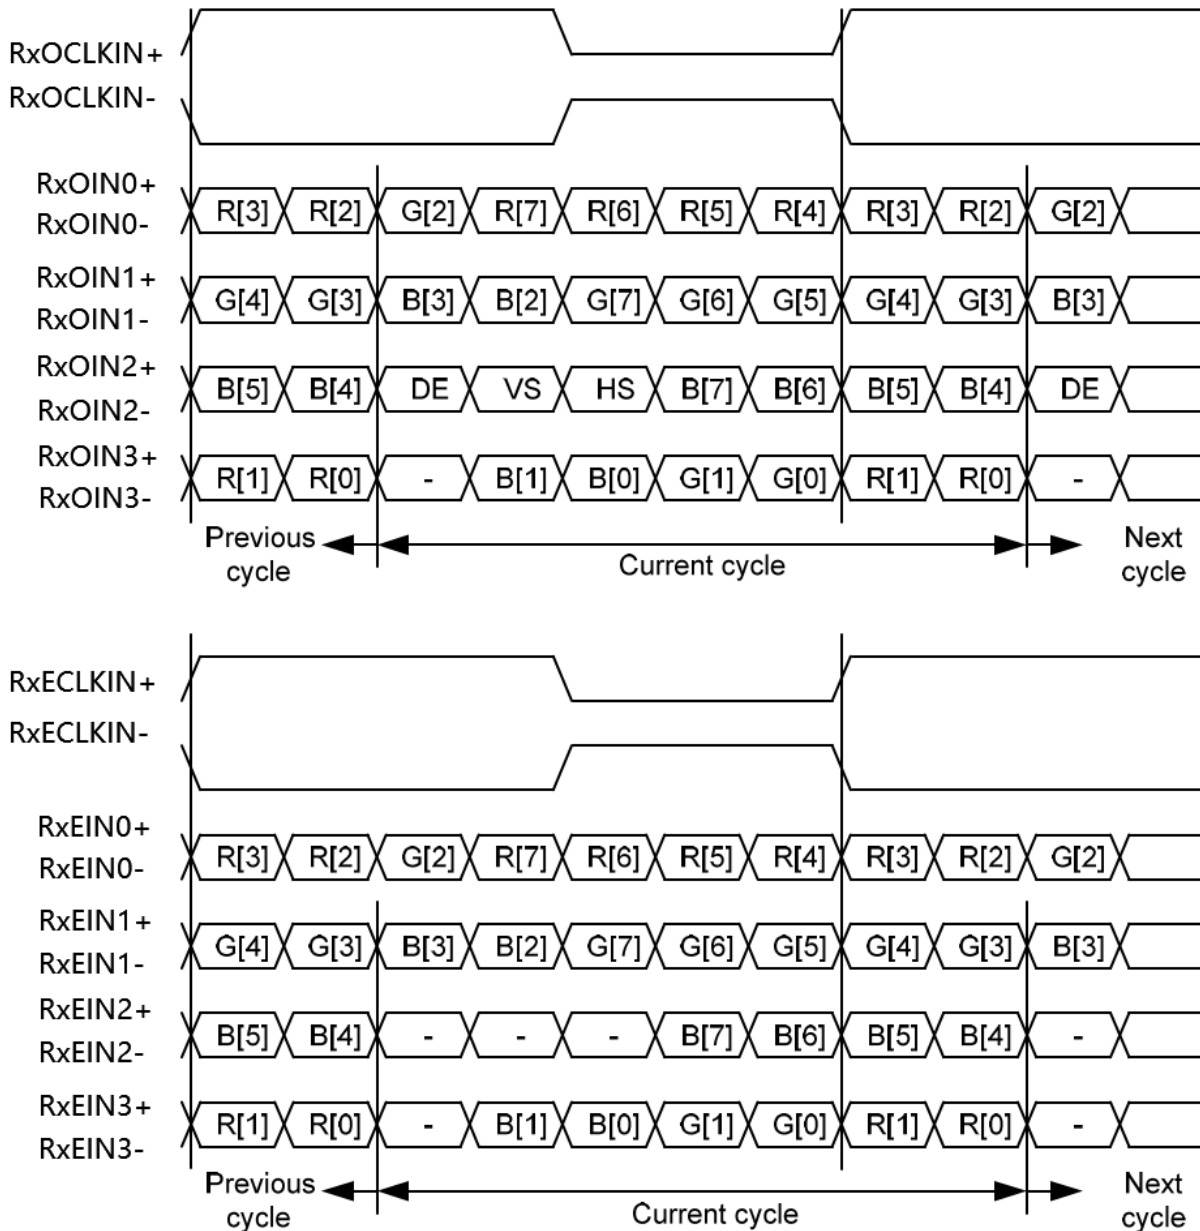 RxOCLKIN+
RxOCLKIN-
RxOIN0+
RxOIN0-
R[3] R[2] G[2] R[7] R[6] R[5] R[4] R[3] R[2] G[2]
RxOIN1+
RxOIN1-
G[4] G[3] B[3] B[2] G[7] G[6] G[5] G[4] G[3] B[3]
RxOIN2+
RxOIN2-
B[5] B[4] DE VS HS B[7] B[6] B[5] B[4] DE
RxOIN3+
RxOIN3-
R[1] R[0] - B[1] B[0] G[1] G[0] R[1] R[0] -
Previous cycle
Current cycle
Next cycle
RxECLKIN+
RxECLKIN-
RxEIN0+
RxEIN0-
R[3] R[2] G[2] R[7] R[6] R[5] R[4] R[3] R[2] G[2]
RxEIN1+
RxEIN1-
G[4] G[3] B[3] B[2] G[7] G[6] G[5] G[4] G[3] B[3]
RxEIN2+
RxEIN2-
B[5] B[4] - - - B[7] B[6] B[5] B[4] -
RxEIN3+
RxEIN3-
R[1] R[0] - B[1] B[0] G[1] G[0] R[1] R[0] -
Previous cycle
Current cycle
Next cycle